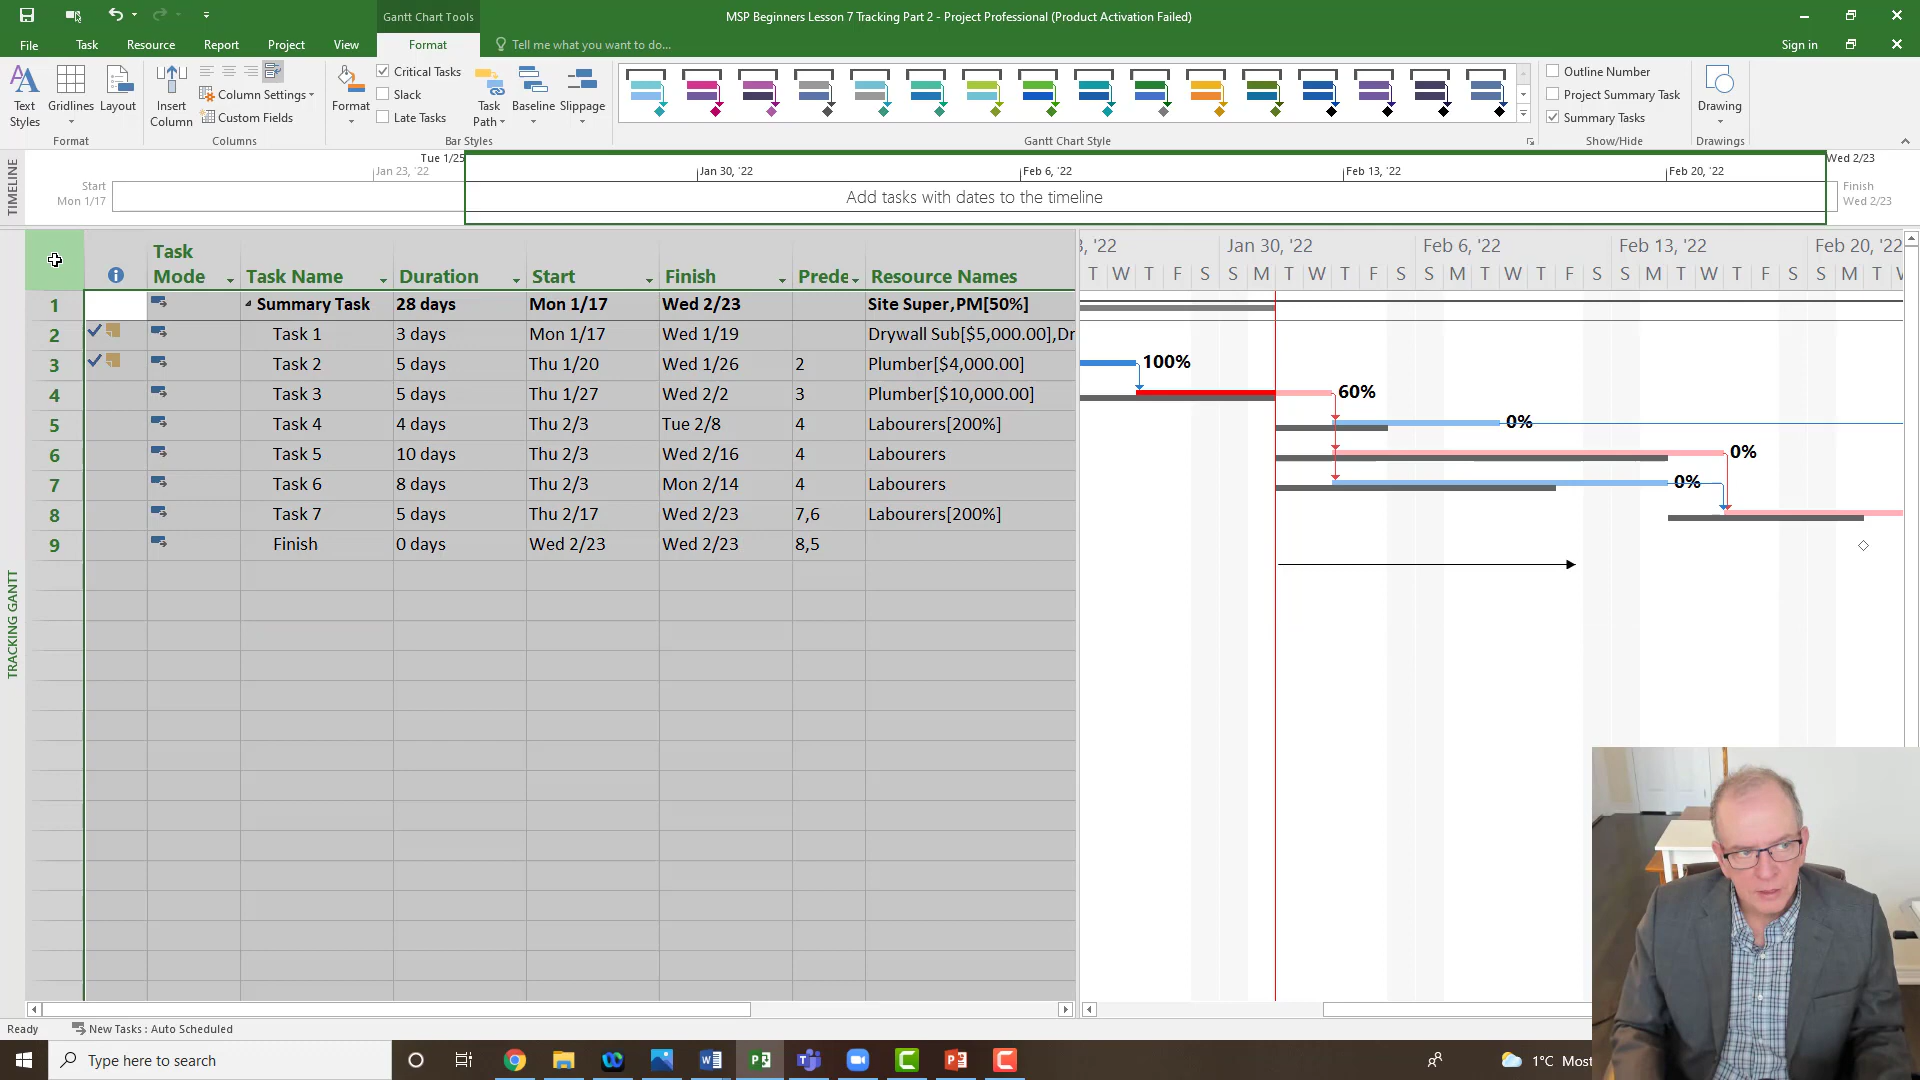 Gantt Chart Tools
MSP Beginners Lesson 7 Tracking Part 2 - Project Professional (Product Activation Failed)
File Task Resource Report Project View Format Tell me what you want to do... Sign in
Text Styles
Gridlines
Layout
Format
Insert Column
Column Settings
Custom Fields
Columns
Format
Critical Tasks
Slack
Late Tasks
Bar Styles
Task Path
Baseline
Slippage
Gantt Chart Style
Outline Number
Project Summary Task
Summary Tasks
Show/Hide
Drawing
Drawings
TIMELINE
Tue 1/25
Wed 2/23
Jan 23, '22 Jan 30, '22 Feb 6, '22 Feb 13, '22 Feb 20, '22
Start
Mon 1/17
Add tasks with dates to the timeline
Finish
Wed 2/23
TRACKING GANTT
Task Mode Task Name Duration Start Finish Prede Resource Names
1 Summary Task 28 days Mon 1/17 Wed 2/23 Site Super,PM[50%]
2 Task 1 3 days Mon 1/17 Wed 1/19 Drywall Sub[$5,000.00],Dr
3 Task 2 5 days Thu 1/20 Wed 1/26 2 Plumber[$4,000.00]
4 Task 3 5 days Thu 1/27 Wed 2/2 3 Plumber[$10,000.00]
5 Task 4 4 days Thu 2/3 Tue 2/8 4 Labourers[200%]
6 Task 5 10 days Thu 2/3 Wed 2/16 4 Labourers
7 Task 6 8 days Thu 2/3 Mon 2/14 4 Labourers
8 Task 7 5 days Thu 2/17 Wed 2/23 7,6 Labourers[200%]
9 Finish 0 days Wed 2/23 Wed 2/23 8,5
3, '22 Jan 30, '22 Feb 6, '22 Feb 13, '22 Feb 20, '22
T W T F S S M T W T F S S M T W T F S S M T W T F S S M T W
100%
60%
0%
0%
0%
Ready New Tasks : Auto Scheduled
Type here to search
1°C Most